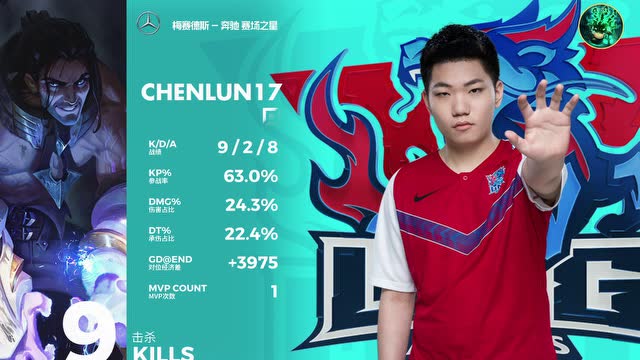 梅赛德斯 – 奔驰 赛场之星
CHENLUN17
K/D/A 9 / 2 / 8
战绩
KP% 63.0%
参战率
DMG% 24.3%
伤害占比
DT% 22.4%
承伤占比
GD@END +3975
对位经济差
MVP COUNT 1
MVP次数
9 击杀
KILLS